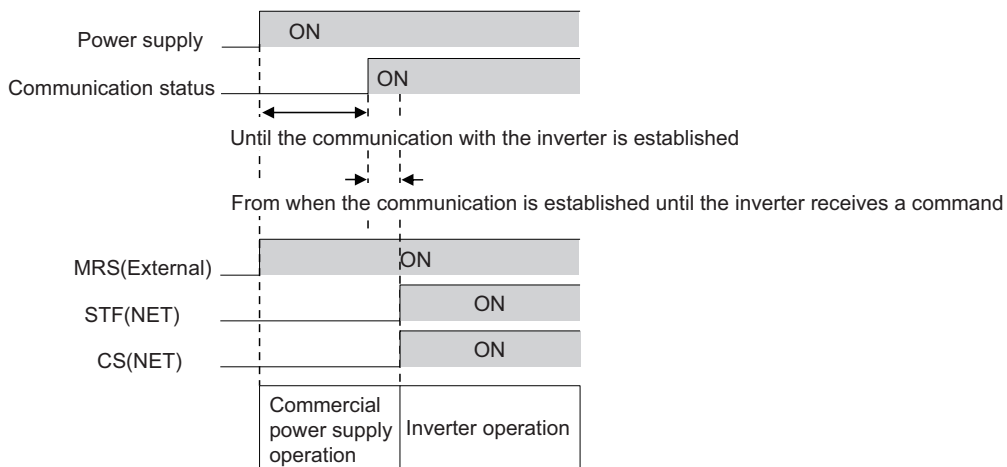 Power supply
ON
Communication status
ON
Until the communication with the inverter is established
From when the communication is established until the inverter receives a command
MRS(External)
ON
STF(NET)
ON
CS(NET)
ON
Commercial
power supply
operation
Inverter operation